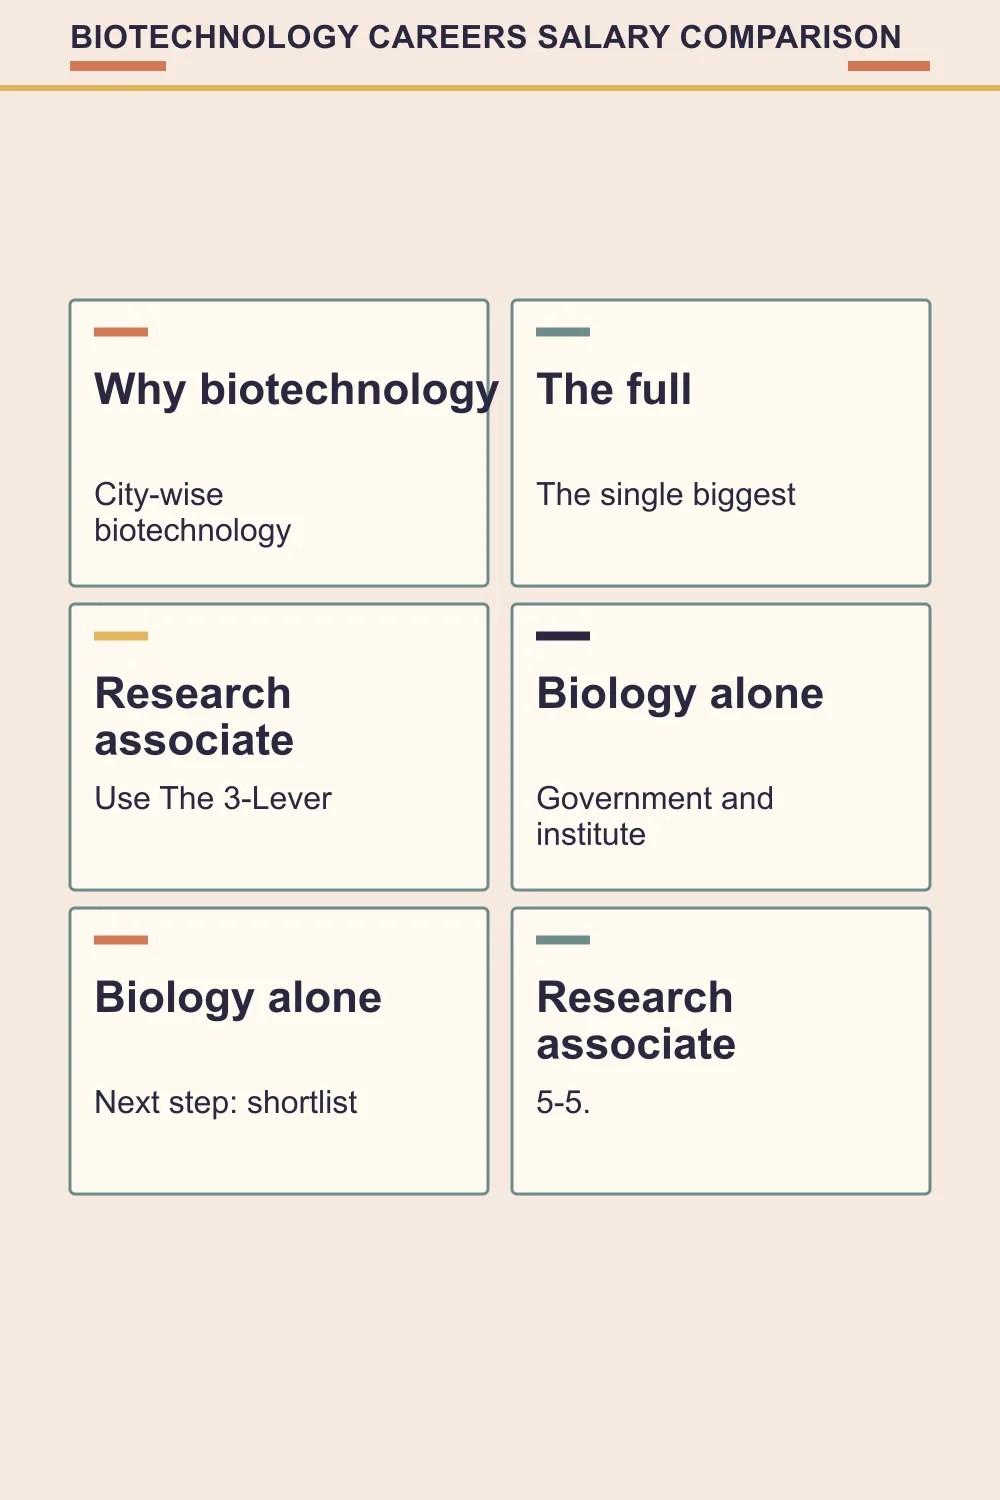 BIOTECHNOLOGY CAREERS SALARY COMPARISON
Why biotechnology
City-wise
biotechnology
The full
The single biggest
Research
associate
Use The 3-Lever
Biology alone
Government and
institute
Biology alone
Next step: shortlist
Research
associate
5-5.